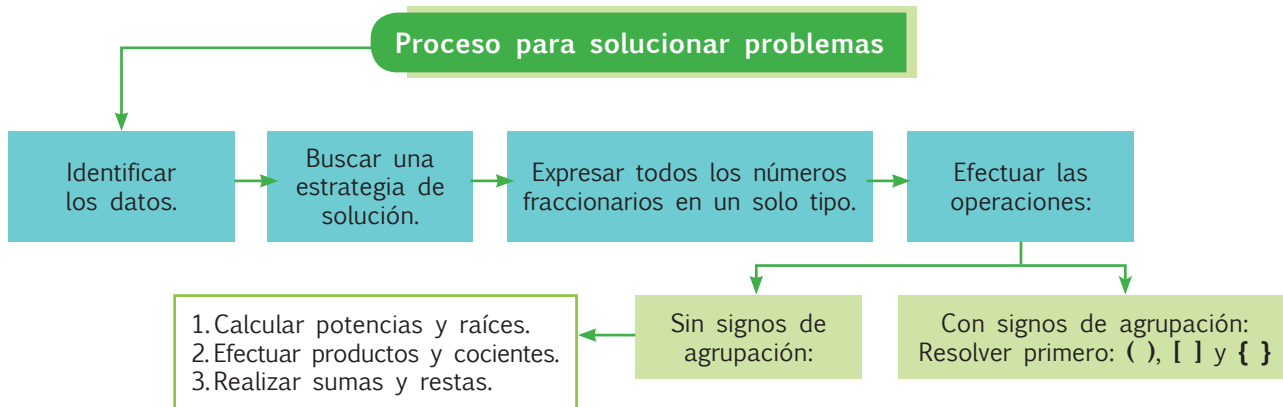 Proceso para solucionar problemas
Identificar
los datos.
Buscar una
estrategia de
solución.
Expresar todos los números
fraccionarios en un solo tipo.
Efectuar las
operaciones:
1. Calcular potencias y raíces.
2. Efectuar productos y cocientes.
3. Realizar sumas y restas.
Sin signos de
agrupación:
Con signos de agrupación:
Resolver primero: ( ), [ ] y { }